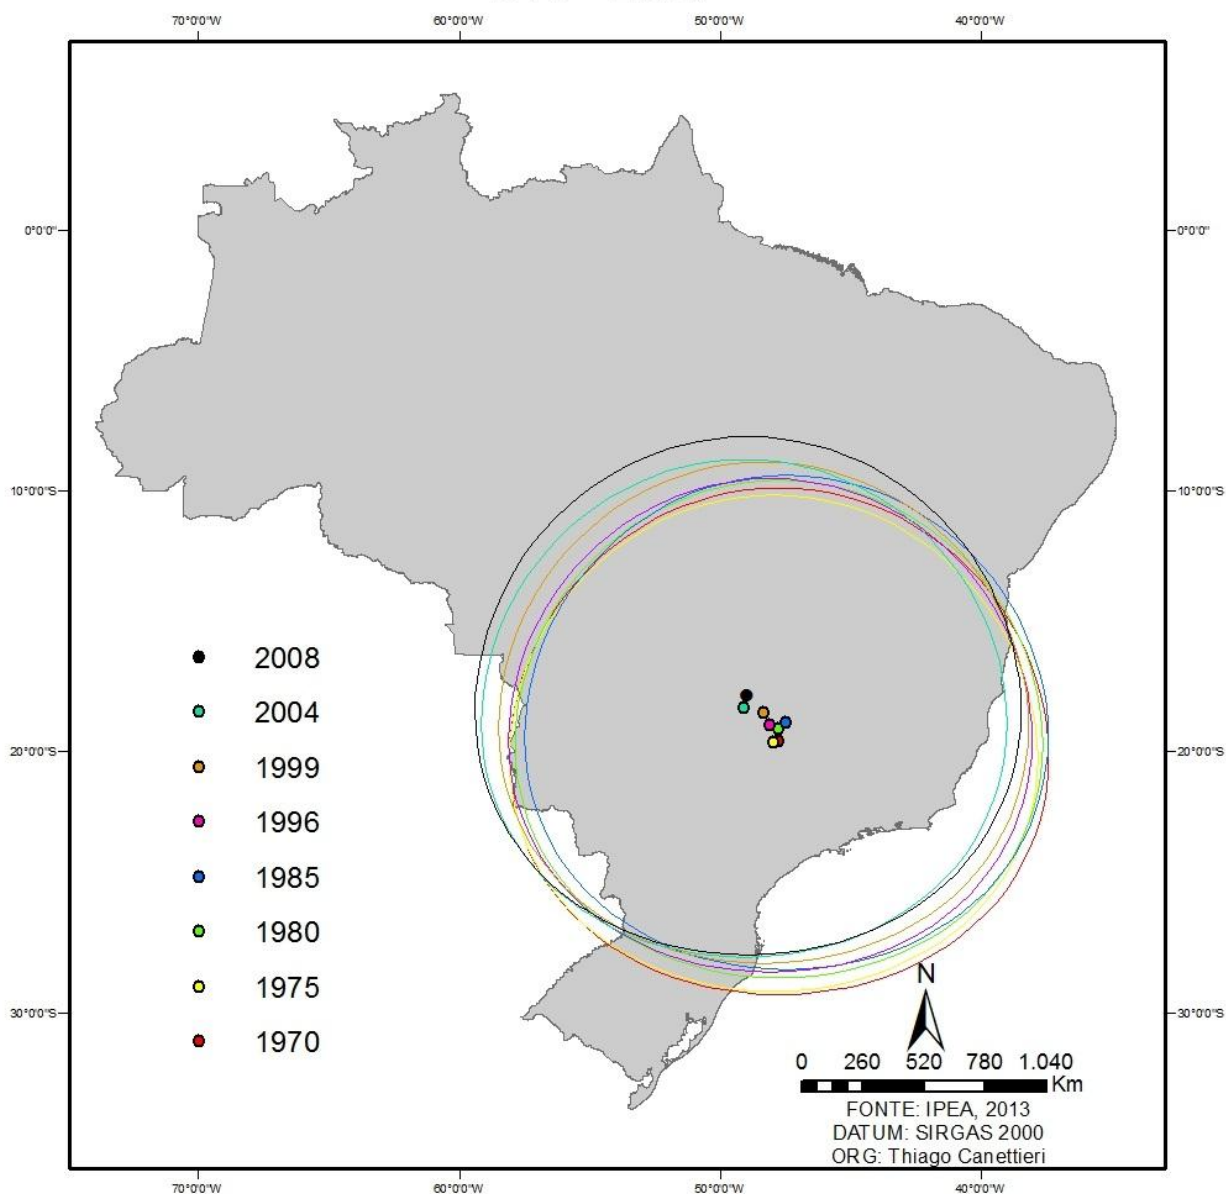 70°0'0"W 60°0'0"W 50°0'0"W 40°0'0"W
0°0'0" 0°0'0"
10°0'0"S 10°0'0"S
2008
2004
1999
20°0'0"S 20°0'0"S
1996
1985
1980
1975
N
30°0'0"S 30°0'0"S
1970
0 260 520 780 1.040
Km
FONTE: IPEA, 2013
DATUM: SIRGAS 2000
ORG: Thiago Canettieri
70°0'0"W 60°0'0"W 50°0'0"W 40°0'0"W